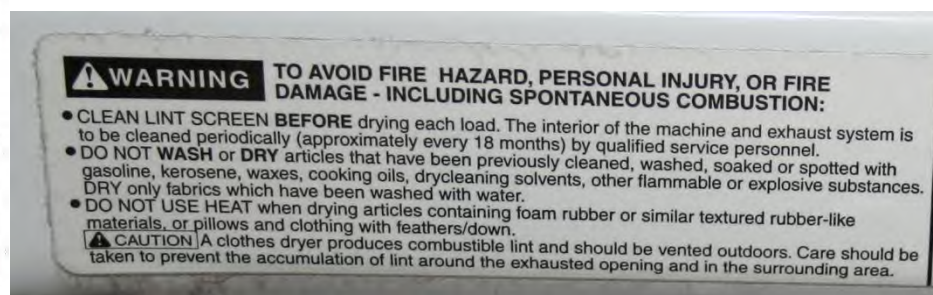 WARNING TO AVOID FIRE HAZARD, PERSONAL INJURY, OR FIRE
DAMAGE - INCLUDING SPONTANEOUS COMBUSTION:
• CLEAN LINT SCREEN BEFORE drying each load. The interior of the machine and exhaust system is
to be cleaned periodically (approximately every 18 months) by qualified service personnel.
• DO NOT WASH or DRY articles that have been previously cleaned, washed, soaked or spotted with
gasoline, kerosene, waxes, cooking oils, drycleaning solvents, other flammable or explosive substances.
DRY only fabrics which have been washed with water.
• DO NOT USE HEAT when drying articles containing foam rubber or similar textured rubber-like
materials, or pillows and clothing with feathers/down.
CAUTION A clothes dryer produces combustible lint and should be vented outdoors. Care should be
taken to prevent the accumulation of lint around the exhausted opening and in the surrounding area.